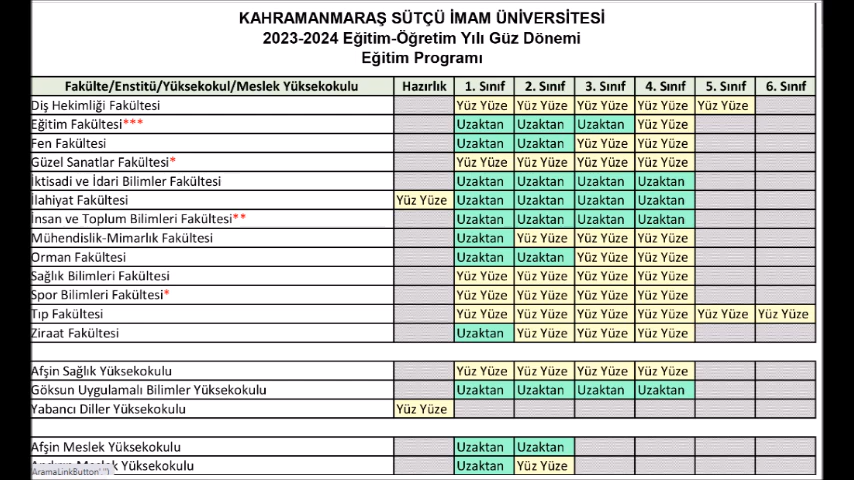 KAHRAMANMARAŞ SÜTÇÜ İMAM ÜNİVERSİTESİ
2023-2024 Eğitim-Öğretim Yılı Güz Dönemi
Eğitim Programı
Fakülte/Enstitü/Yüksekokul/Meslek Yüksekokulu Hazırlık 1. Sınıf 2. Sınıf 3. Sınıf 4. Sınıf 5. Sınıf 6. Sınıf
Diş Hekimliği Fakültesi Yüz Yüze Yüz Yüze Yüz Yüze Yüz Yüze Yüz Yüze
Eğitim Fakültesi*** Uzaktan Uzaktan Uzaktan Yüz Yüze
Fen Fakültesi Uzaktan Uzaktan Yüz Yüze Yüz Yüze
Güzel Sanatlar Fakültesi* Yüz Yüze Yüz Yüze Yüz Yüze Yüz Yüze
İktisadi ve İdari Bilimler Fakültesi Uzaktan Uzaktan Uzaktan Uzaktan
İlahiyat Fakültesi Yüz Yüze Uzaktan Uzaktan Uzaktan Uzaktan
İnsan ve Toplum Bilimleri Fakültesi** Uzaktan Uzaktan Uzaktan Uzaktan
Mühendislik-Mimarlık Fakültesi Uzaktan Yüz Yüze Yüz Yüze Yüz Yüze
Orman Fakültesi Uzaktan Uzaktan Yüz Yüze Yüz Yüze
Sağlık Bilimleri Fakültesi Yüz Yüze Yüz Yüze Yüz Yüze Yüz Yüze
Spor Bilimleri Fakültesi* Yüz Yüze Yüz Yüze Yüz Yüze Yüz Yüze
Tıp Fakültesi Yüz Yüze Yüz Yüze Yüz Yüze Yüz Yüze Yüz Yüze Yüz Yüze
Ziraat Fakültesi Uzaktan Yüz Yüze Yüz Yüze Yüz Yüze
Afşin Sağlık Yüksekokulu Yüz Yüze Yüz Yüze Yüz Yüze Yüz Yüze
Göksun Uygulamalı Bilimler Yüksekokulu Uzaktan Uzaktan Uzaktan Uzaktan
Yabancı Diller Yüksekokulu Yüz Yüze
Afşin Meslek Yüksekokulu Uzaktan Uzaktan
Yüksekokulu Uzaktan Yüz Yüze
AramaLinkButton','')